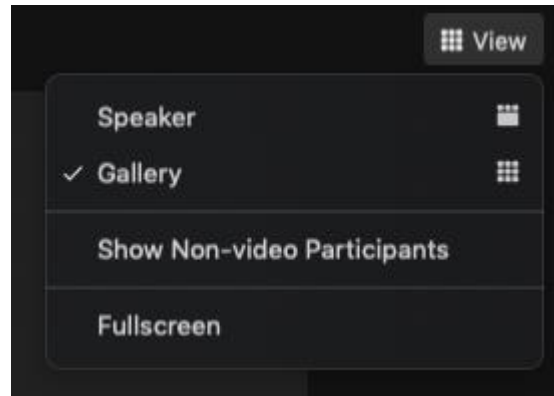 View
Speaker
Gallery
Show Non-video Participants
Fullscreen